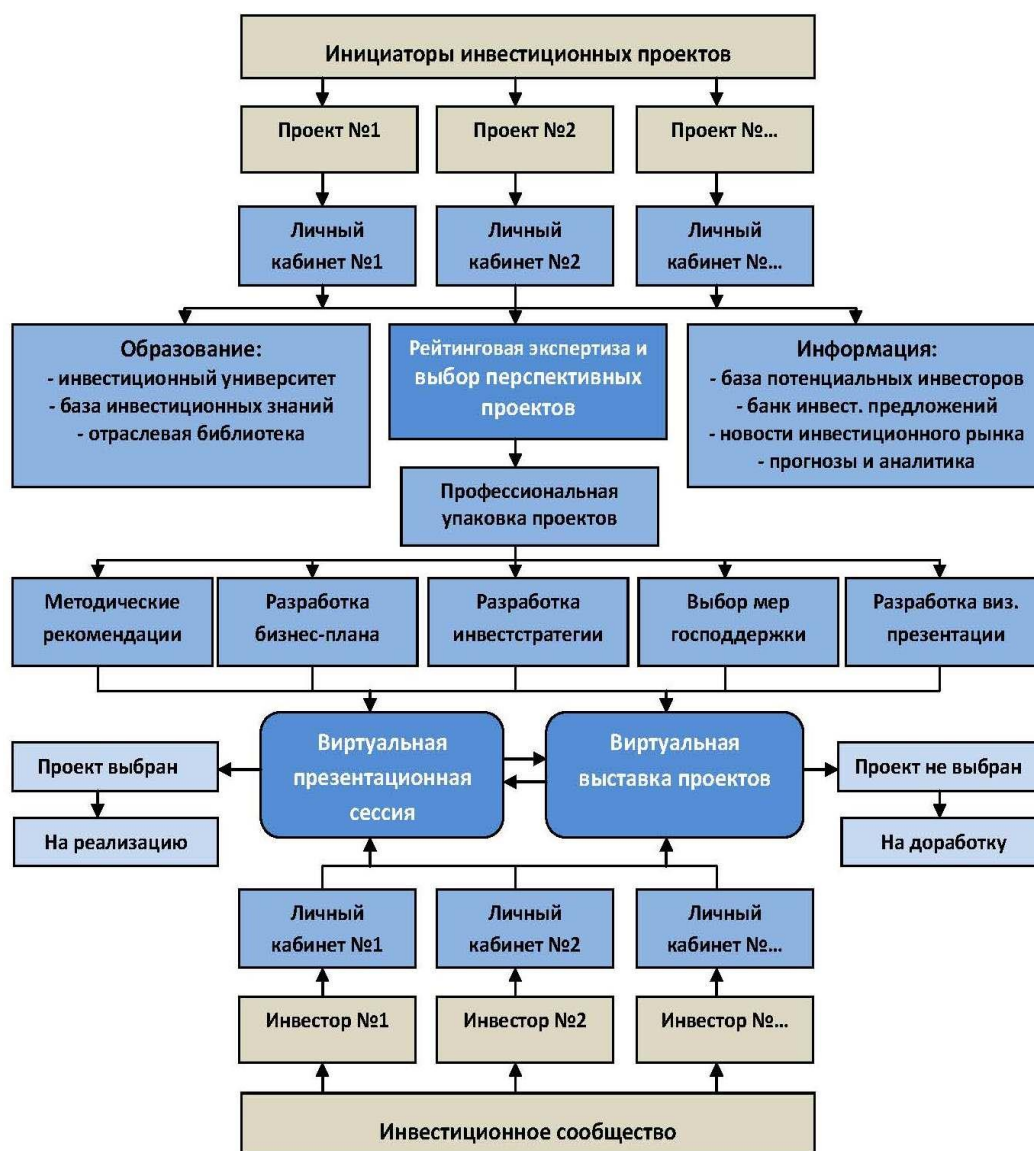 Инициаторы инвестиционных проектов
Проект №1
Проект №2
Проект №...
Личный
кабинет №1
Личный
кабинет №2
Личный
кабинет №...
Образование:
- инвестиционный университет
- база инвестиционных знаний
- отраслевая библиотека
Рейтинговая экспертиза и
выбор перспективных
проектов
Информация:
- база потенциальных инвесторов
- банк инвест. предложений
- новости инвестиционного рынка
- прогнозы и аналитика
Профессиональная
упаковка проектов
Методические
рекомендации
Разработка
бизнес-плана
Разработка
инвестстратегии
Выбор мер
господдержки
Разработка виз.
презентации
Проект выбран
На реализацию
Виртуальная
презентационная
сессия
Виртуальная
выставка проектов
Проект не выбран
На доработку
Личный
кабинет №1
Личный
кабинет №2
Личный
кабинет №...
Инвестор №1
Инвестор №2
Инвестор №...
Инвестиционное сообщество